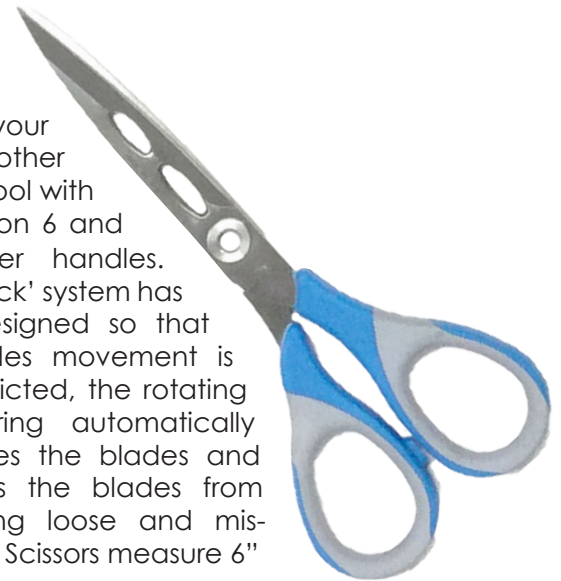 your
other
ool with
on 6 and
er handles.
ck’ system has
esigned so that
les movement is
icted, the rotating
ring automatically
es the blades and
s the blades from
ng loose and mis-
Scissors measure 6”